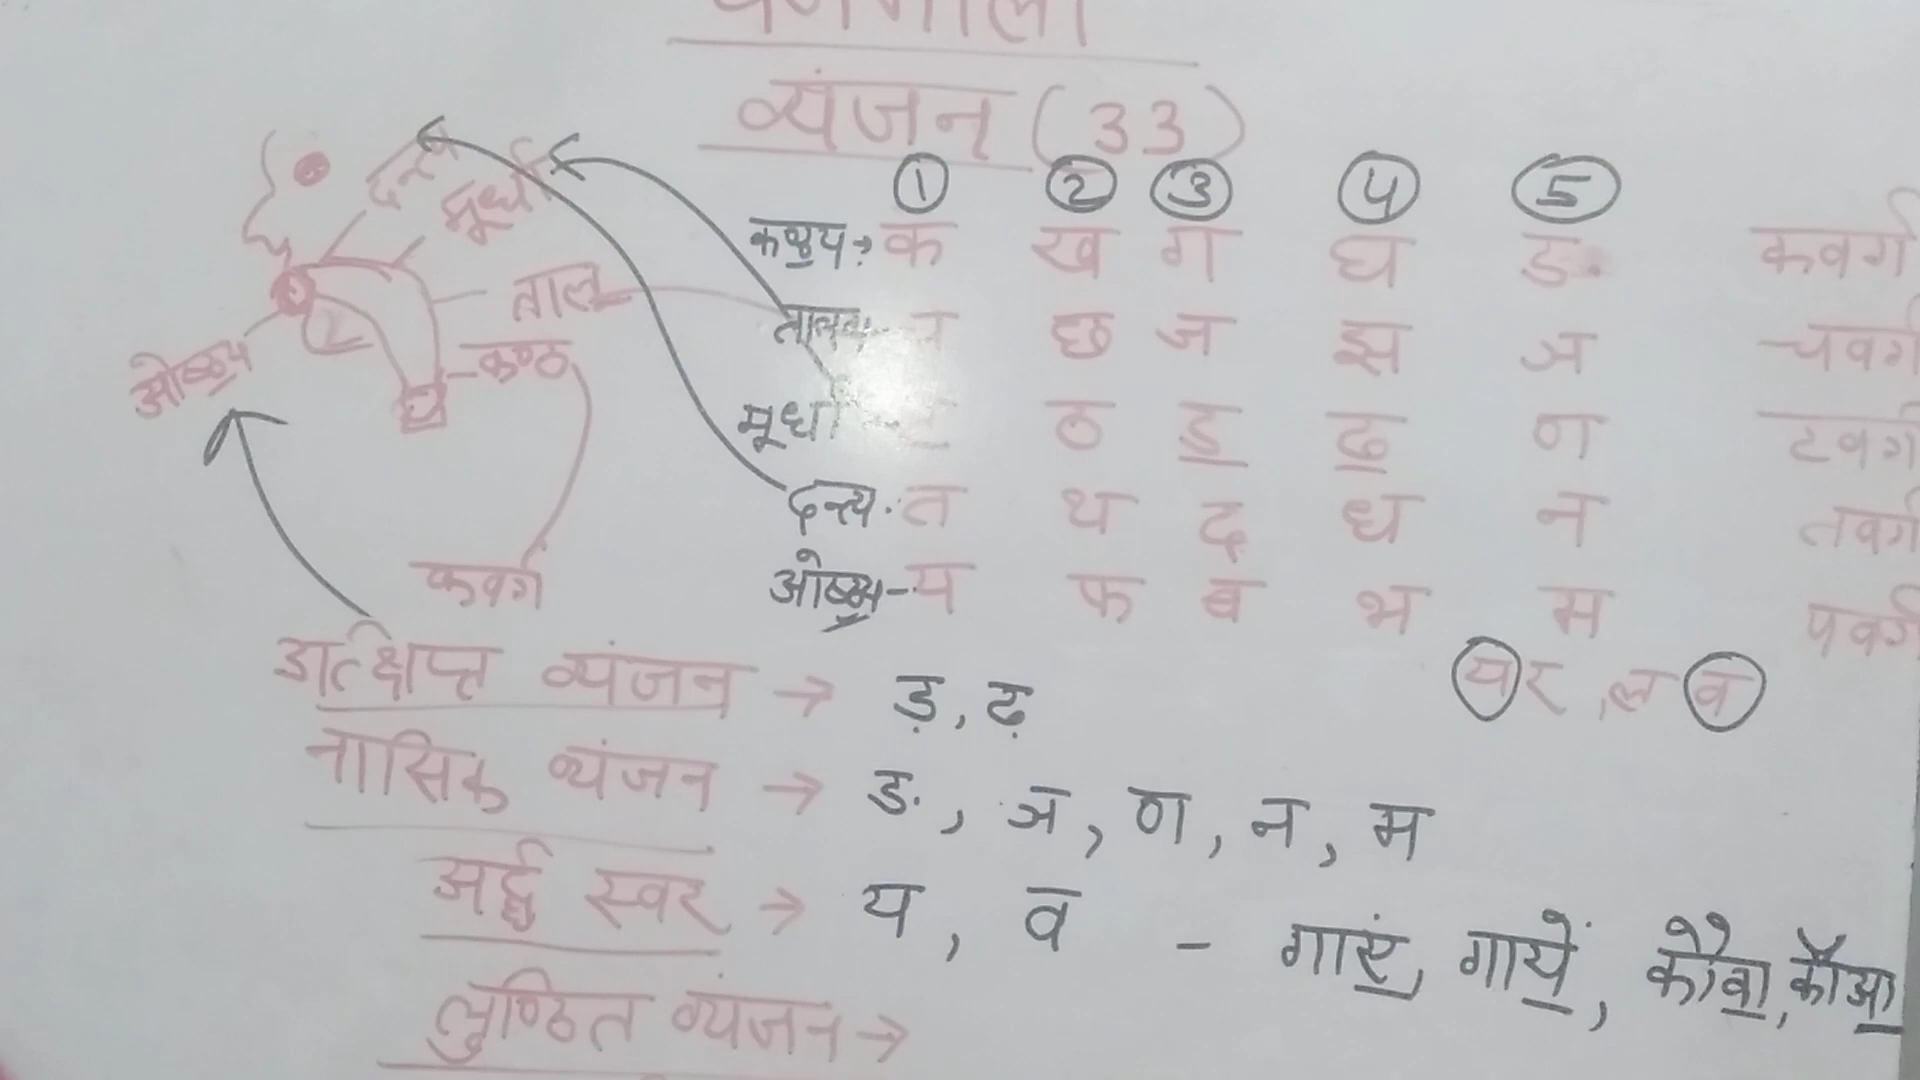 व्यंजन (33)
① ② ③ ④ ⑤
कण्ठ्य → क ख ग घ ङ कवर्ग
छ ज झ ञ चवर्ग
मूर्धा ठ ड ढ ण टवर्ग
दन्त्य - त थ द ध न तवर्ग
ओष्ठ्य - प फ ब भ म पवर्ग
य र , ल व
दन्त
मूर्धा
तालु
कण्ठ
ओष्ठ्य
घ
कवर्ग
उत्क्षिप्त व्यंजन → ड़ , ढ़
नासिक व्यंजन → ङ , ञ , ण , न , म
अर्द्ध स्वर → य , व - गाएं, गायें , कौवा , कौआ
लुण्ठित व्यंजन →